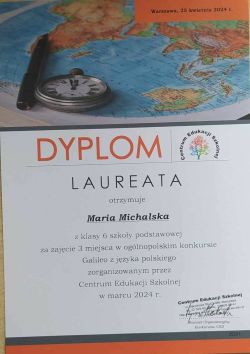 Warszawa, 25 kwietnia 2024 r.
DYPLOM
Centrum Edukacji Szkolnej
LAUREATA
otrzymuje
Maria Michalska
z klasy 6 szkoły podstawowej
za zajęcie 3 miejsca w ogólnopolskim konkursie
Galileo z języka polskiego
zorganizowanym przez
Centrum Edukacji Szkolnej
w marcu 2024 r.
Centrum Edukacji Szkolnej